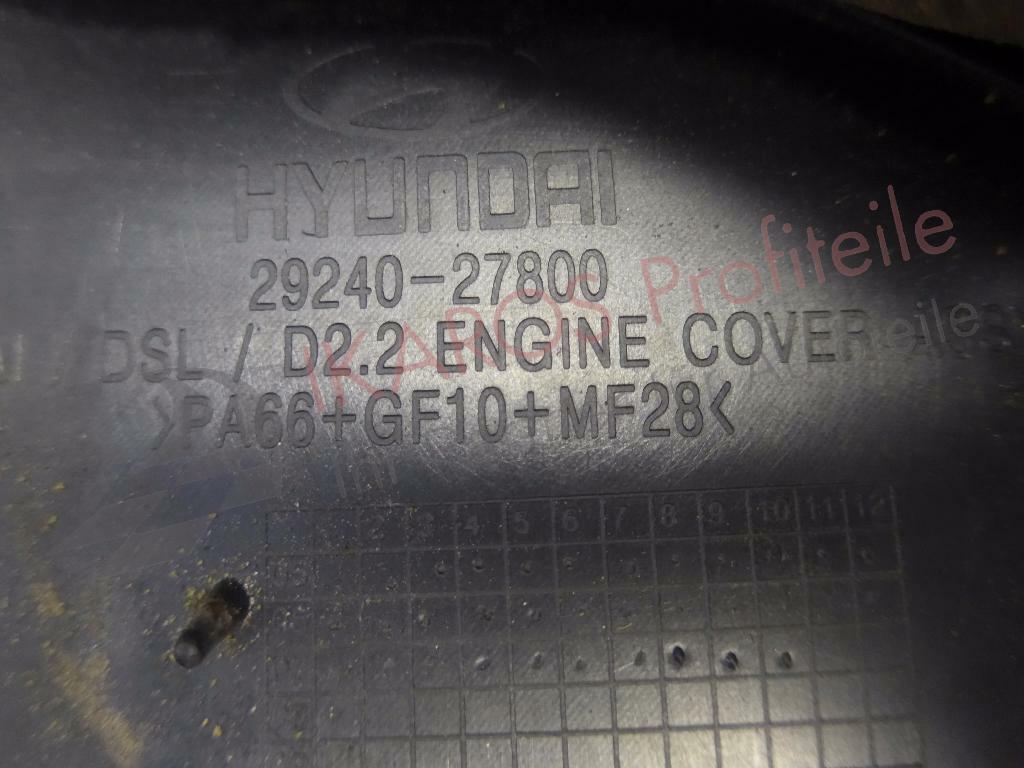 HYUNDAI
29240-27800
DSL / D2.2 ENGINE COVER
>PA66+GF10+MF28<
IKAROS Profiteile
2 3 4 5 6 7 8 9 10 11 12